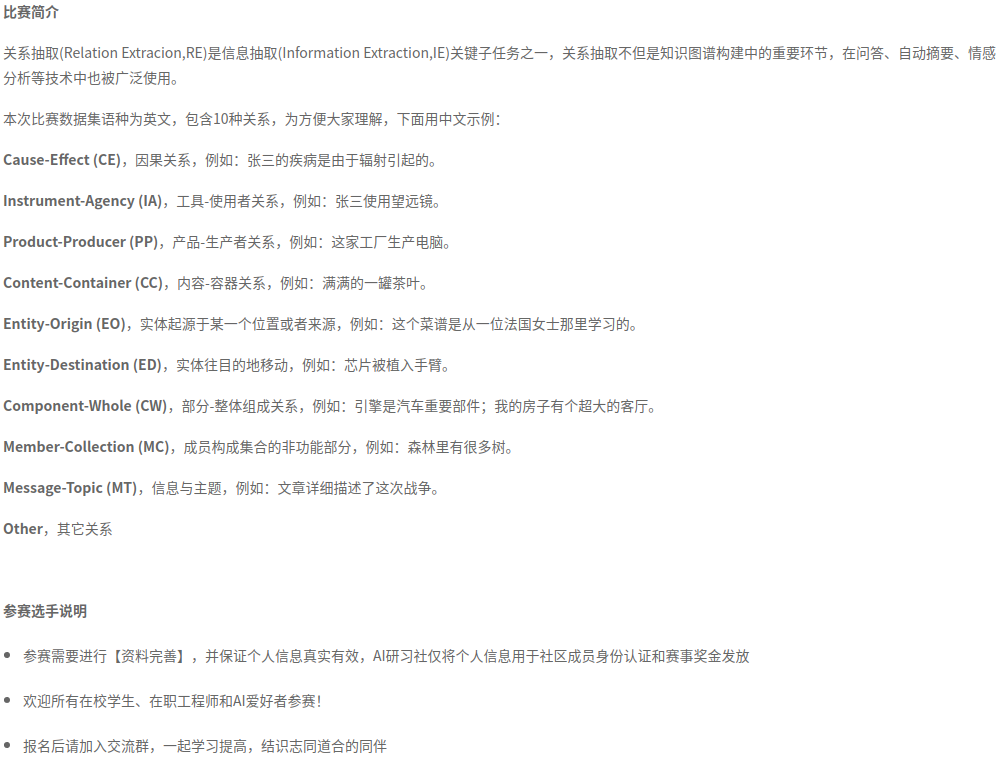 比赛简介
关系抽取(Relation Extracion,RE)是信息抽取(Information Extraction,IE)关键子任务之一，关系抽取不但是知识图谱构建中的重要环节，在问答、自动摘要、情感
分析等技术中也被广泛使用。
本次比赛数据集语种为英文，包含10种关系，为方便大家理解，下面用中文示例：
Cause-Effect (CE)，因果关系，例如：张三的疾病是由于辐射引起的。
Instrument-Agency (IA)，工具-使用者关系，例如：张三使用望远镜。
Product-Producer (PP)，产品-生产者关系，例如：这家工厂生产电脑。
Content-Container (CC)，内容-容器关系，例如：满满的一罐茶叶。
Entity-Origin (EO)，实体起源于某一个位置或者来源，例如：这个菜谱是从一位法国女士那里学习的。
Entity-Destination (ED)，实体往目的地移动，例如：芯片被植入手臂。
Component-Whole (CW)，部分-整体组成关系，例如：引擎是汽车重要部件；我的房子有个超大的客厅。
Member-Collection (MC)，成员构成集合的非功能部分，例如：森林里有很多树。
Message-Topic (MT)，信息与主题，例如：文章详细描述了这次战争。
Other，其它关系
参赛选手说明
• 参赛需要进行【资料完善】，并保证个人信息真实有效，AI研习社仅将个人信息用于社区成员身份认证和赛事奖金发放
• 欢迎所有在校学生、在职工程师和AI爱好者参赛！
• 报名后请加入交流群，一起学习提高，结识志同道合的同伴